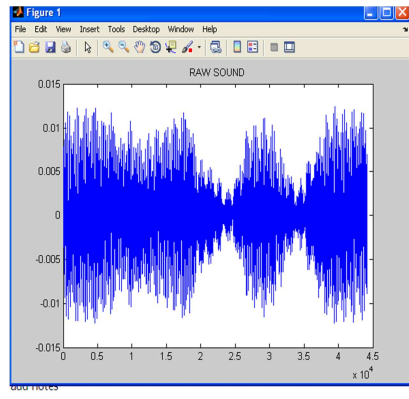 Figure 1
File Edit View Insert Tools Desktop Window Help
RAW SOUND
0.015
0.01
0.005
0
-0.005
-0.01
-0.015
0 0.5 1 1.5 2 2.5 3 3.5 4 4.5
x 10^4
add notes